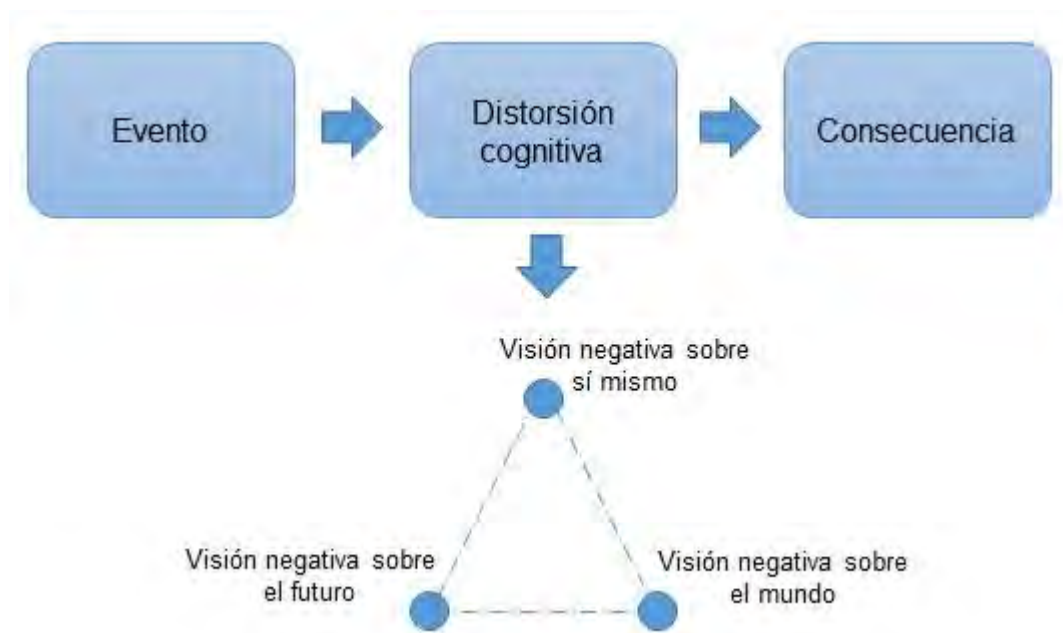 Evento
Distorsión
cognitiva
Consecuencia
Visión negativa sobre
sí mismo
Visión negativa sobre
el futuro
Visión negativa sobre
el mundo